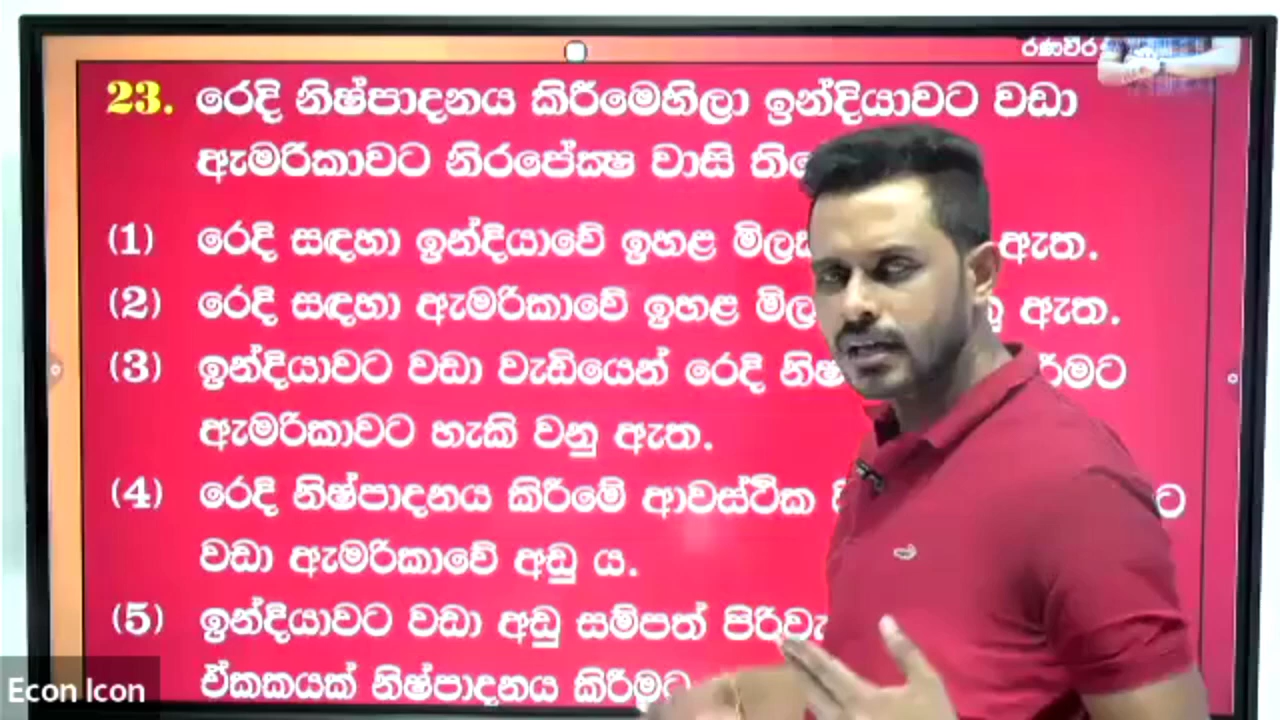 23. රෙදි නිෂ්පාදනය කිරීමෙහිලා ඉන්දියාවට වඩා
ඇමරිකාවට නිරපේක්ෂ වාසි
(1) රෙදි සඳහා ඉන්දියාවේ ඉහළ ඇත.
(2) රෙදි සඳහා ඇමරිකාවේ ඉහළ ඇත.
(3) ඉන්දියාවට වඩා වැඩියෙන් රෙදි
ඇමරිකාවට හැකි වනු ඇත.
(4) රෙදි නිෂ්පාදනය කිරීමේ ආවස්ථික
වඩා ඇමරිකාවේ අඩු ය.
(5) ඉන්දියාවට වඩා අඩු සම්පත්
ඒකකයක් නිෂ්පාදනය කිරීමට
Econ Icon